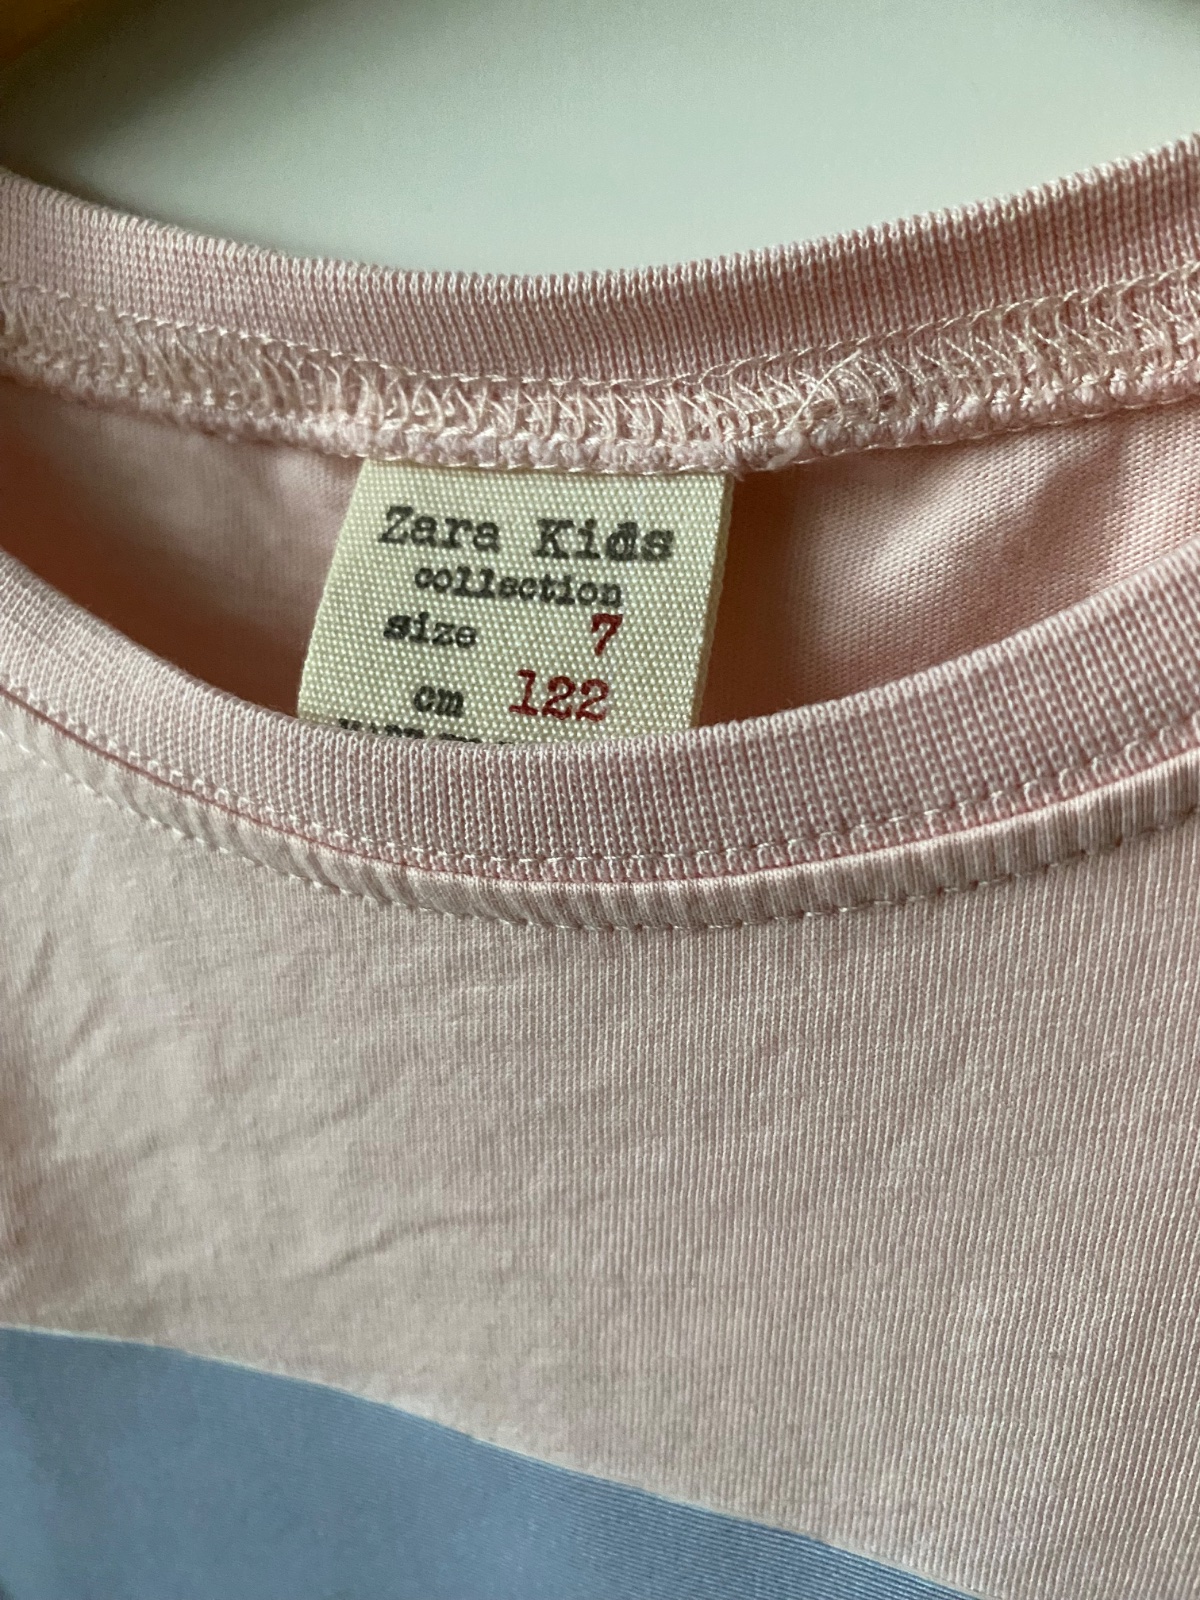 Zara Kids
collection
size 7
cm 122